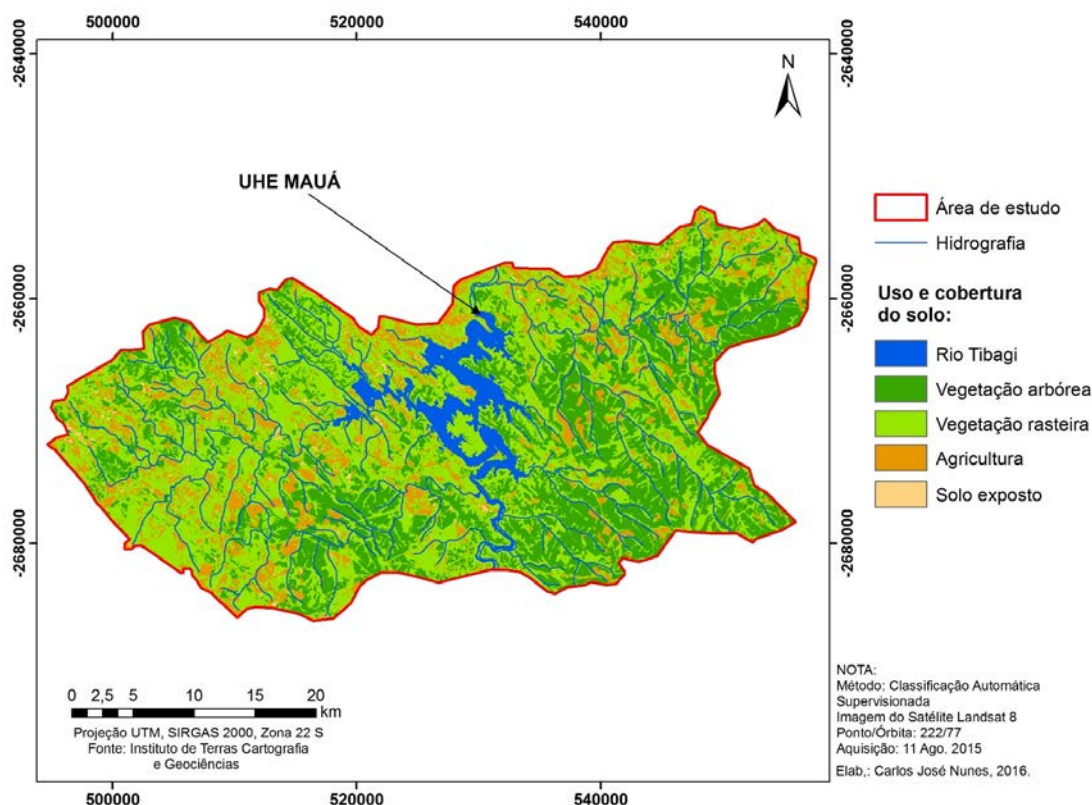 500000
520000
540000
-2640000
-2640000
N
UHE MAUÁ
Área de estudo
Hidrografia
-2660000
-2660000
Uso e cobertura
do solo:
Rio Tibagi
Vegetação arbórea
Vegetação rasteira
Agricultura
Solo exposto
-2680000
-2680000
0 2,5 5 10 15 20
km
Projeção UTM, SIRGAS 2000, Zona 22 S
Fonte: Instituto de Terras Cartografia
e Geociências
NOTA:
Método: Classificação Automática
Supervisionada
Imagem do Satélite Landsat 8
Ponto/Órbita: 222/77
Aquisição: 11 Ago. 2015
Elab,: Carlos José Nunes, 2016.
500000
520000
540000